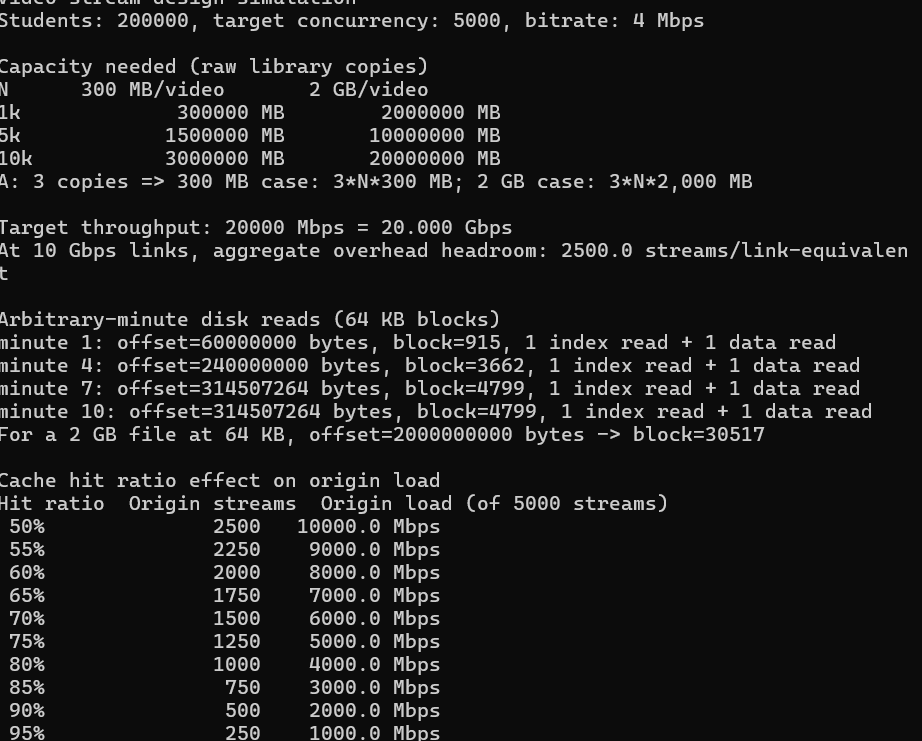 Students: 200000, target concurrency: 5000, bitrate: 4 Mbps
Capacity needed (raw library copies)
N      300 MB/video       2 GB/video
1k             300000 MB        2000000 MB
5k            1500000 MB       10000000 MB
10k           3000000 MB       20000000 MB
A: 3 copies => 300 MB case: 3*N*300 MB; 2 GB case: 3*N*2,000 MB
Target throughput: 20000 Mbps = 20.000 Gbps
At 10 Gbps links, aggregate overhead headroom: 2500.0 streams/link-equivalen
t
Arbitrary-minute disk reads (64 KB blocks)
minute 1: offset=60000000 bytes, block=915, 1 index read + 1 data read
minute 4: offset=240000000 bytes, block=3662, 1 index read + 1 data read
minute 7: offset=314507264 bytes, block=4799, 1 index read + 1 data read
minute 10: offset=314507264 bytes, block=4799, 1 index read + 1 data read
For a 2 GB file at 64 KB, offset=2000000000 bytes -> block=30517
Cache hit ratio effect on origin load
Hit ratio  Origin streams  Origin load (of 5000 streams)
50%              2500   10000.0 Mbps
55%              2250    9000.0 Mbps
60%              2000    8000.0 Mbps
65%              1750    7000.0 Mbps
70%              1500    6000.0 Mbps
75%              1250    5000.0 Mbps
80%              1000    4000.0 Mbps
85%               750    3000.0 Mbps
90%               500    2000.0 Mbps
95%               250    1000.0 Mbps